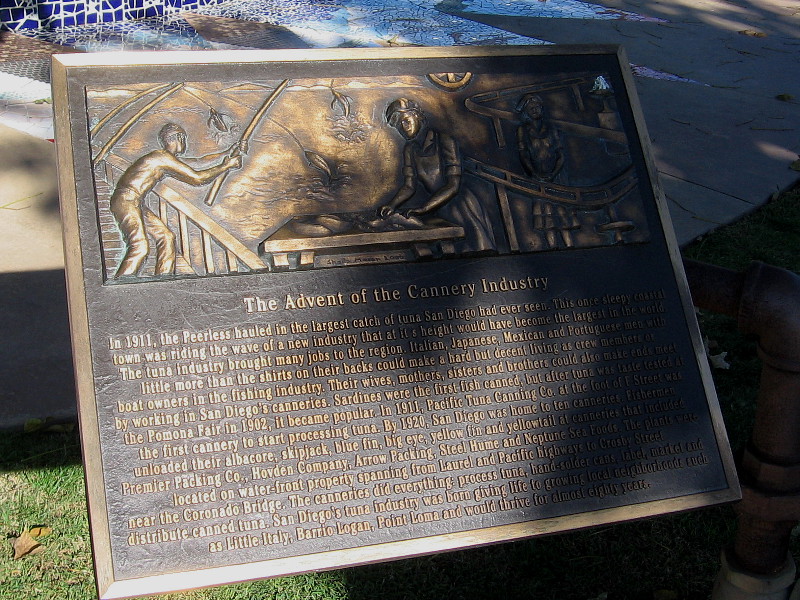 The Advent of the Cannery Industry
In 1911, the Peerless hauled in the largest catch of tuna San Diego had ever seen. This once sleepy coastal
town was riding the wave of a new industry that at it s height would have become the largest in the world.
The tuna industry brought many jobs to the region. Italian, Japanese, Mexican and Portuguese men with
little more than the shirts on their backs could make a hard but decent living as crew members or
boat owners in the fishing industry. Their wives, mothers, sisters and brothers could also make ends meet
by working in San Diego's canneries. Sardines were the first fish canned, but after tuna was taste tested at
the Pomona Fair in 1902, it became popular. In 1911, Pacific Tuna Canning Co. at the foot of F Street was
the first cannery to start processing tuna. By 1920, San Diego was home to ten canneries. Fishermen
unloaded their albacore, skipjack, blue fin, big eye, yellow fin and yellowtail at canneries that included
Premier Packing Co., Hovden Company, Arrow Packing, Steel Hume and Neptune Sea Foods. The plants were
located on water-front property spanning from Laurel and Pacific highways to Crosby Street
near the Coronado Bridge. The canneries did everything: process tuna, hand-solder cans, label, market and
distribute canned tuna. San Diego's tuna industry was born giving life to growing local neighborhoods such
as Little Italy, Barrio Logan, Point Loma and would thrive for almost eighty years.